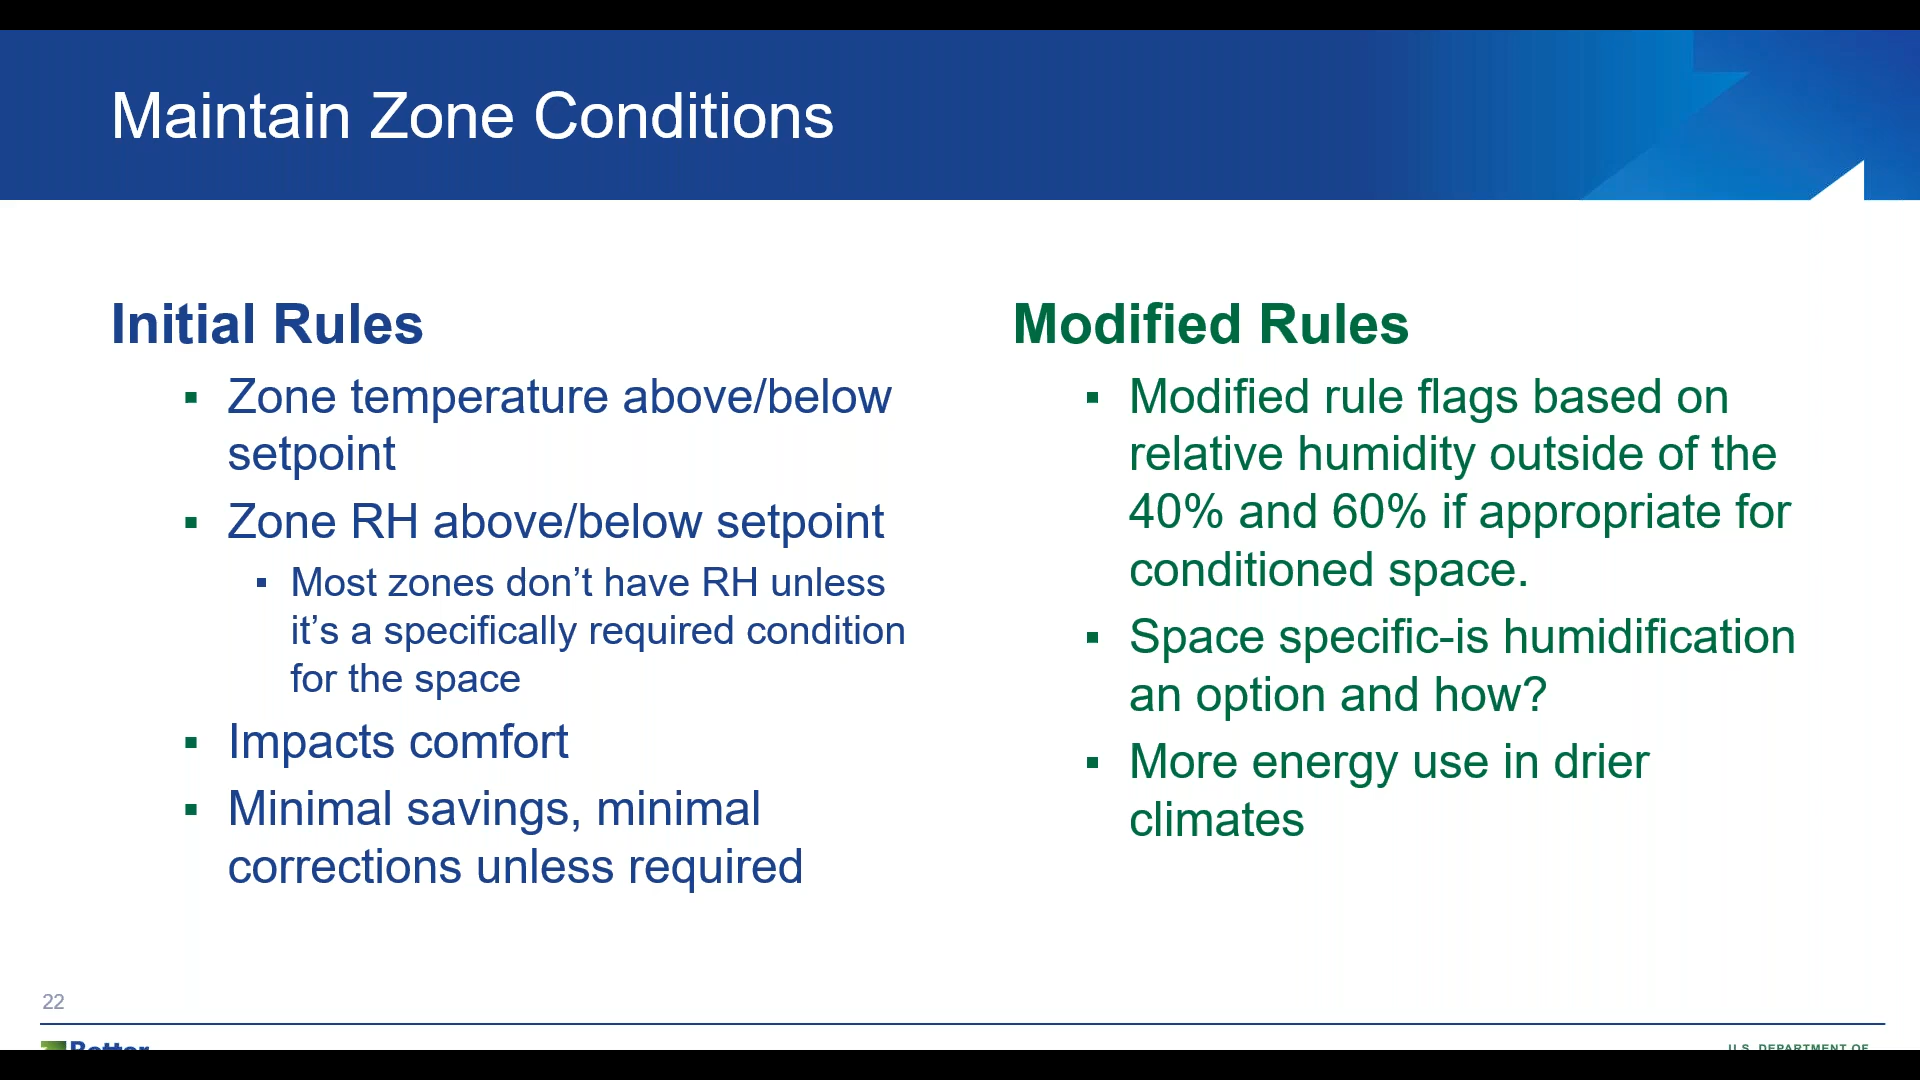 Maintain Zone Conditions
Initial Rules
▪ Zone temperature above/below
setpoint
▪ Zone RH above/below setpoint
▪ Most zones don’t have RH unless
it’s a specifically required condition
for the space
▪ Impacts comfort
▪ Minimal savings, minimal
corrections unless required
Modified Rules
▪ Modified rule flags based on
relative humidity outside of the
40% and 60% if appropriate for
conditioned space.
▪ Space specific-is humidification
an option and how?
▪ More energy use in drier
climates
22
Better
U.S. DEPARTMENT OF